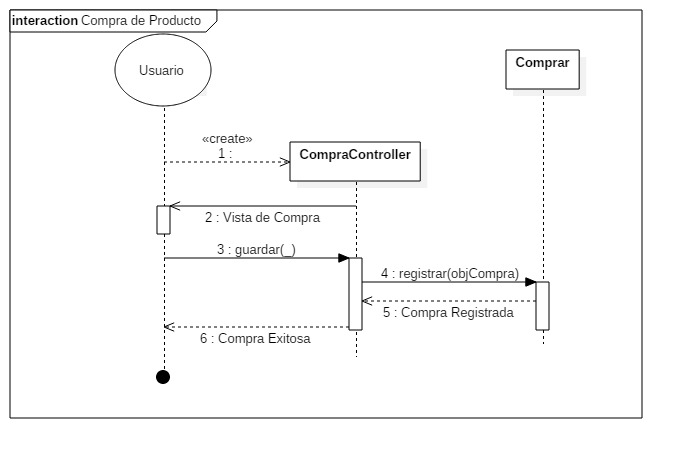 interaction Compra de Producto
Usuario
Comprar
«create»
1 :
CompraController
2 : Vista de Compra
3 : guardar(_)
4 : registrar(objCompra)
5 : Compra Registrada
6 : Compra Exitosa